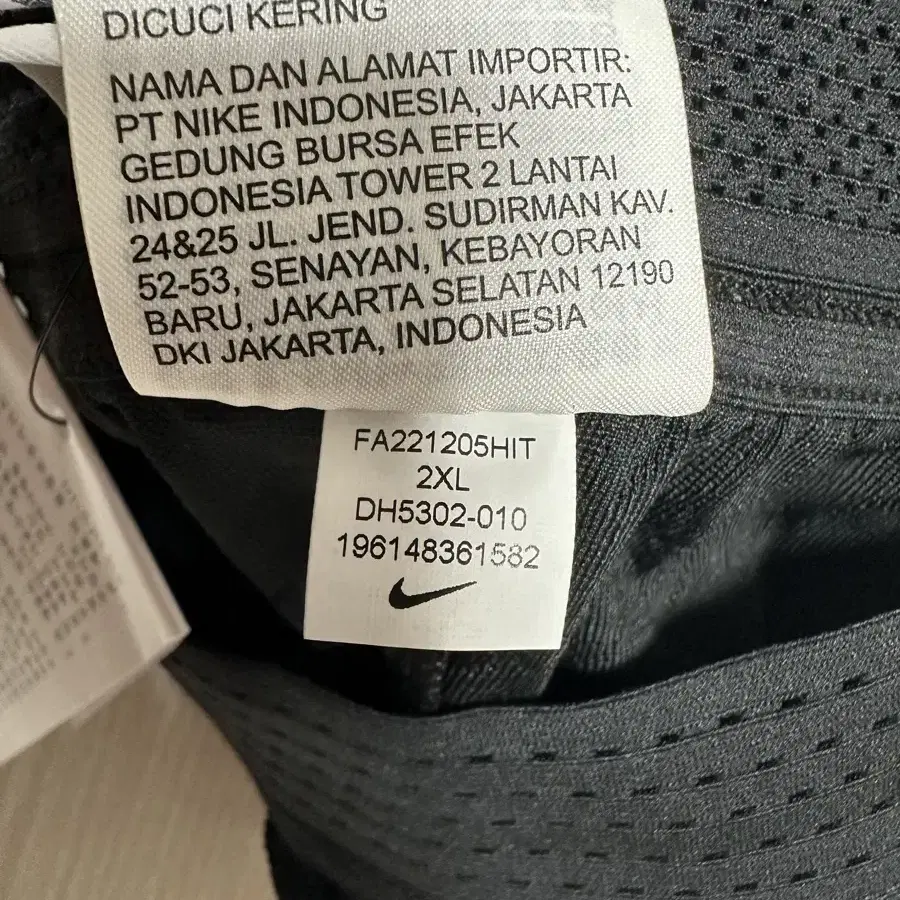 DICUCI KERING
NAMA DAN ALAMAT IMPORTIR:
PT NIKE INDONESIA, JAKARTA
GEDUNG BURSA EFEK
INDONESIA TOWER 2 LANTAI
24&25 JL. JEND. SUDIRMAN KAV.
52-53, SENAYAN, KEBAYORAN
BARU, JAKARTA SELATAN 12190
DKI JAKARTA, INDONESIA
FA221205HIT
2XL
DH5302-010
196148361582